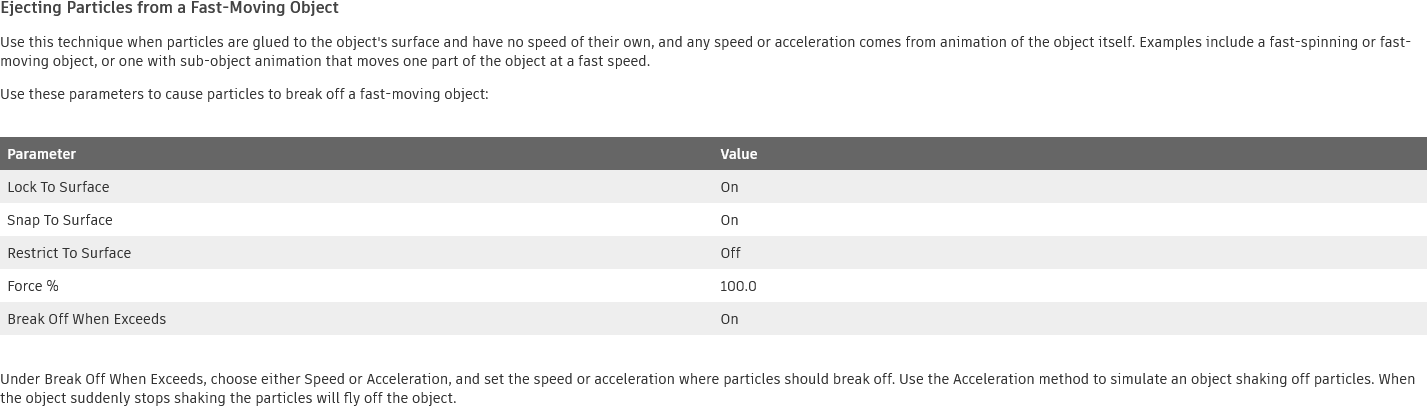 Ejecting Particles from a Fast-Moving Object
Use this technique when particles are glued to the object's surface and have no speed of their own, and any speed or acceleration comes from animation of the object itself. Examples include a fast-spinning or fast-
moving object, or one with sub-object animation that moves one part of the object at a fast speed.
Use these parameters to cause particles to break off a fast-moving object:
Parameter Value
Lock To Surface On
Snap To Surface On
Restrict To Surface Off
Force % 100.0
Break Off When Exceeds On
Under Break Off When Exceeds, choose either Speed or Acceleration, and set the speed or acceleration where particles should break off. Use the Acceleration method to simulate an object shaking off particles. When
the object suddenly stops shaking the particles will fly off the object.